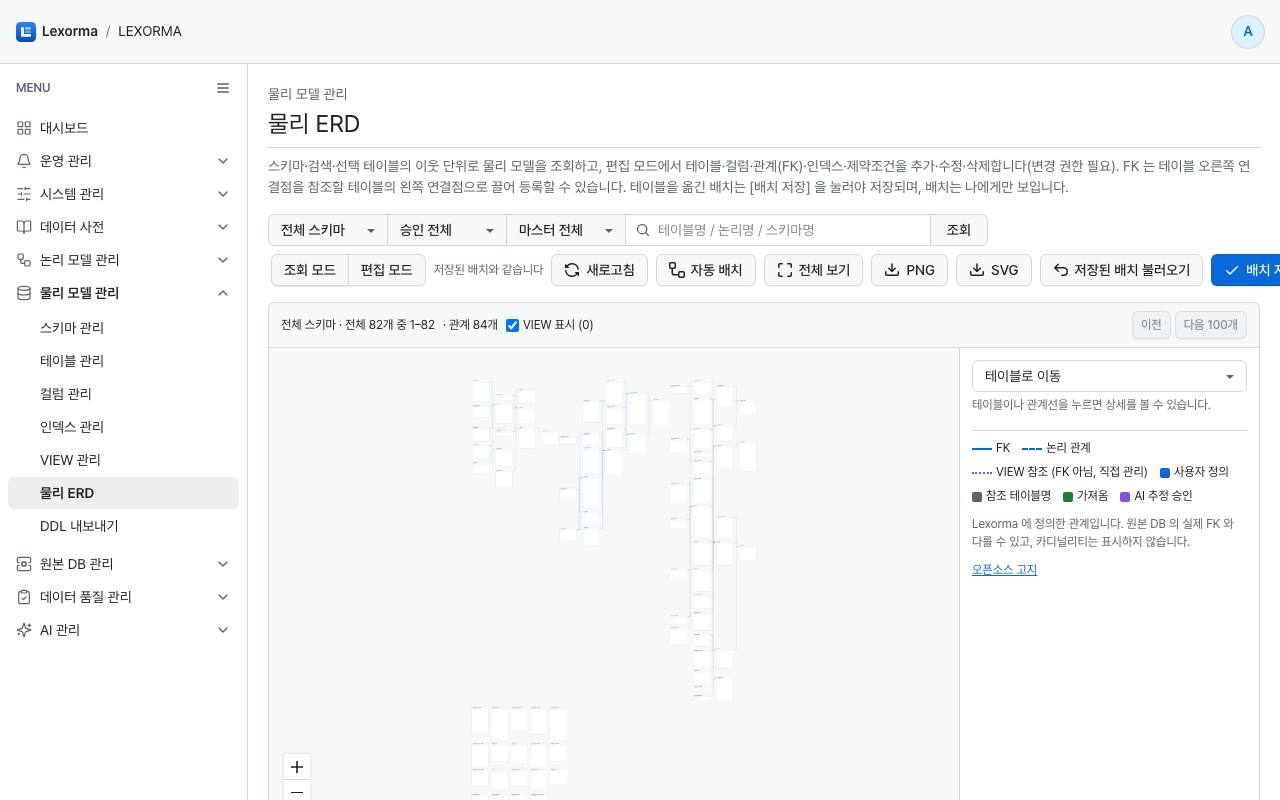 Lexorma / LEXORMA
A
MENU
대시보드
운영 관리
시스템 관리
데이터 사전
논리 모델 관리
물리 모델 관리
스키마 관리
테이블 관리
컬럼 관리
인덱스 관리
VIEW 관리
물리 ERD
DDL 내보내기
원본 DB 관리
데이터 품질 관리
AI 관리
물리 모델 관리
물리 ERD
스키마·검색·선택 테이블의 이웃 단위로 물리 모델을 조회하고, 편집 모드에서 테이블·컬럼·관계(FK)·인덱스·제약조건을 추가·수정·삭제합니다(변경 권한 필요). FK 는 테이블 오른쪽 연
결점을 참조할 테이블의 왼쪽 연결점으로 끌어 등록할 수 있습니다. 테이블을 옮긴 배치는 [배치 저장] 을 눌러야 저장되며, 배치는 나에게만 보입니다.
전체 스키마 승인 전체 마스터 전체 테이블명 / 논리명 / 스키마명 조회
조회 모드 편집 모드 저장된 배치와 같습니다 새로고침 자동 배치 전체 보기 PNG SVG 저장된 배치 불러오기 배치
전체 스키마 · 전체 82개 중 1–82 · 관계 84개 VIEW 표시 (0) 이전 다음 100개
테이블로 이동
테이블이나 관계선을 누르면 상세를 볼 수 있습니다.
FK 논리 관계
VIEW 참조 (FK 아님, 직접 관리) 사용자 정의
참조 테이블명 가져옴 AI 추정 승인
Lexorma 에 정의한 관계입니다. 원본 DB 의 실제 FK 와
다를 수 있고, 카디널리티는 표시하지 않습니다.
오픈소스 고지